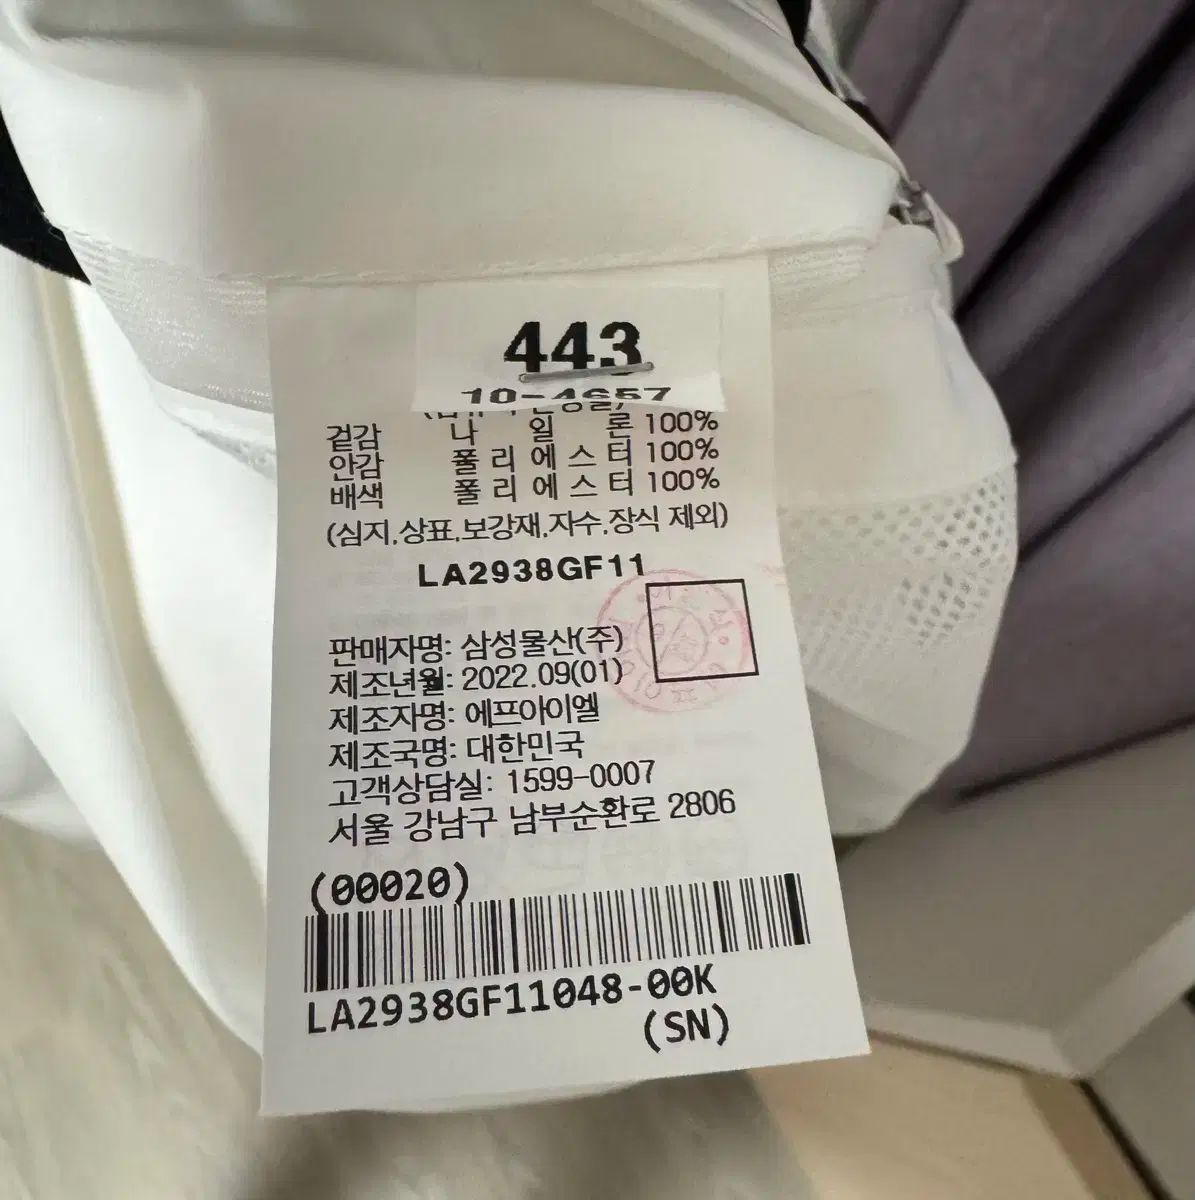 443
10-4657
겉감 나 일 론 100%
안감 폴 리 에 스 터 100%
배색 폴 리 에 스 터 100%
(심지,상표,보강재,자수,장식 제외)
LA2938GF11
판매자명: 삼성물산(주)
제조년월: 2022.09(01)
제조자명: 에프아이엘
제조국명: 대한민국
고객상담실: 1599-0007
서울 강남구 남부순환로 2806
(00020)
LA2938GF11048-00K
(SN)